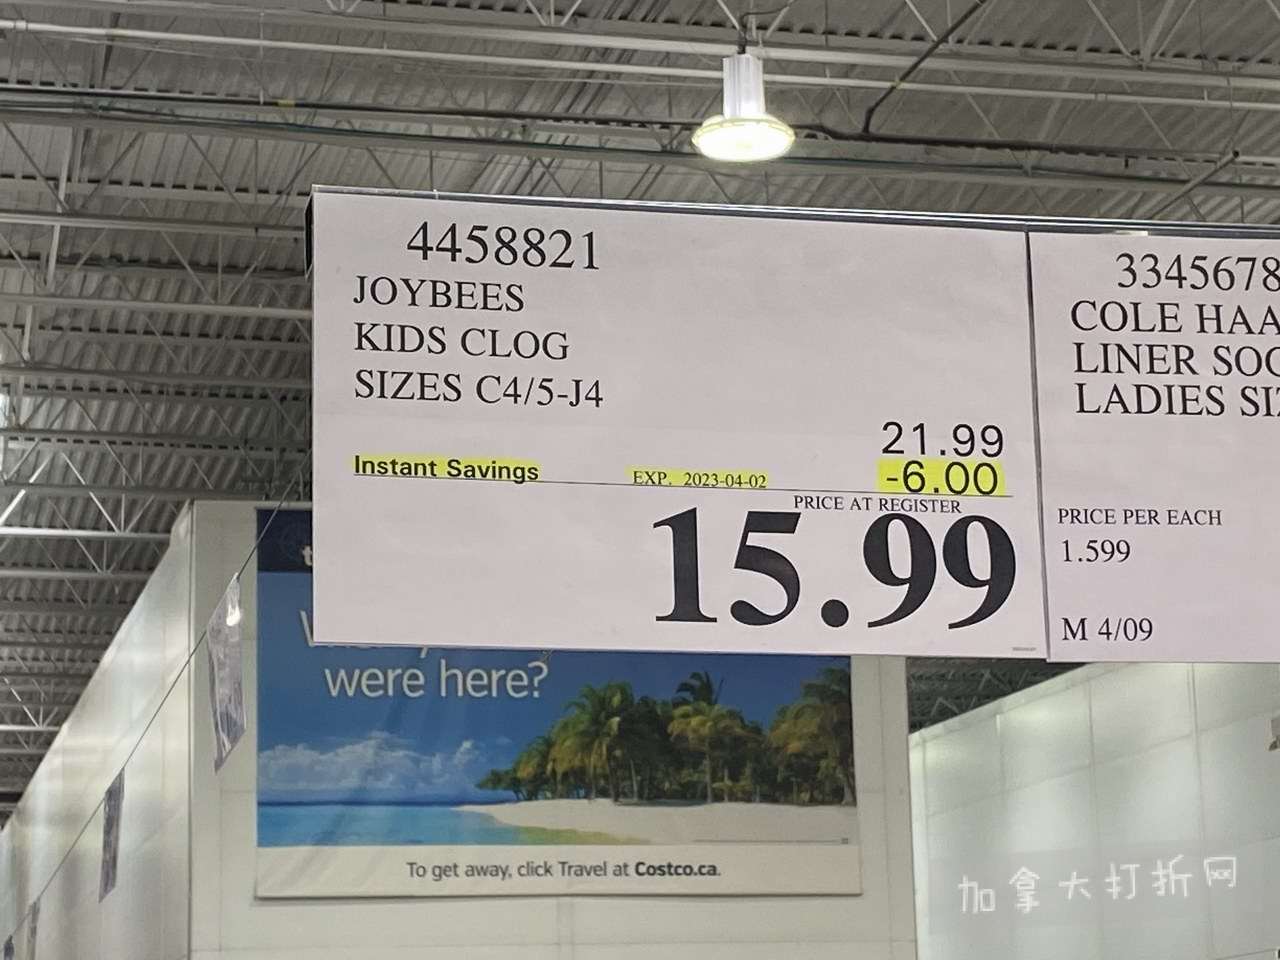 4458821
JOYBEES
KIDS CLOG
SIZES C4/5-J4
21.99
Instant Savings EXP. 2023-04-02 -6.00
PRICE AT REGISTER
15.99
3345678
COLE HAA
LINER SOC
LADIES SIZ
PRICE PER EACH
1.599
M 4/09
were here?
To get away, click Travel at Costco.ca.
加拿大打折网